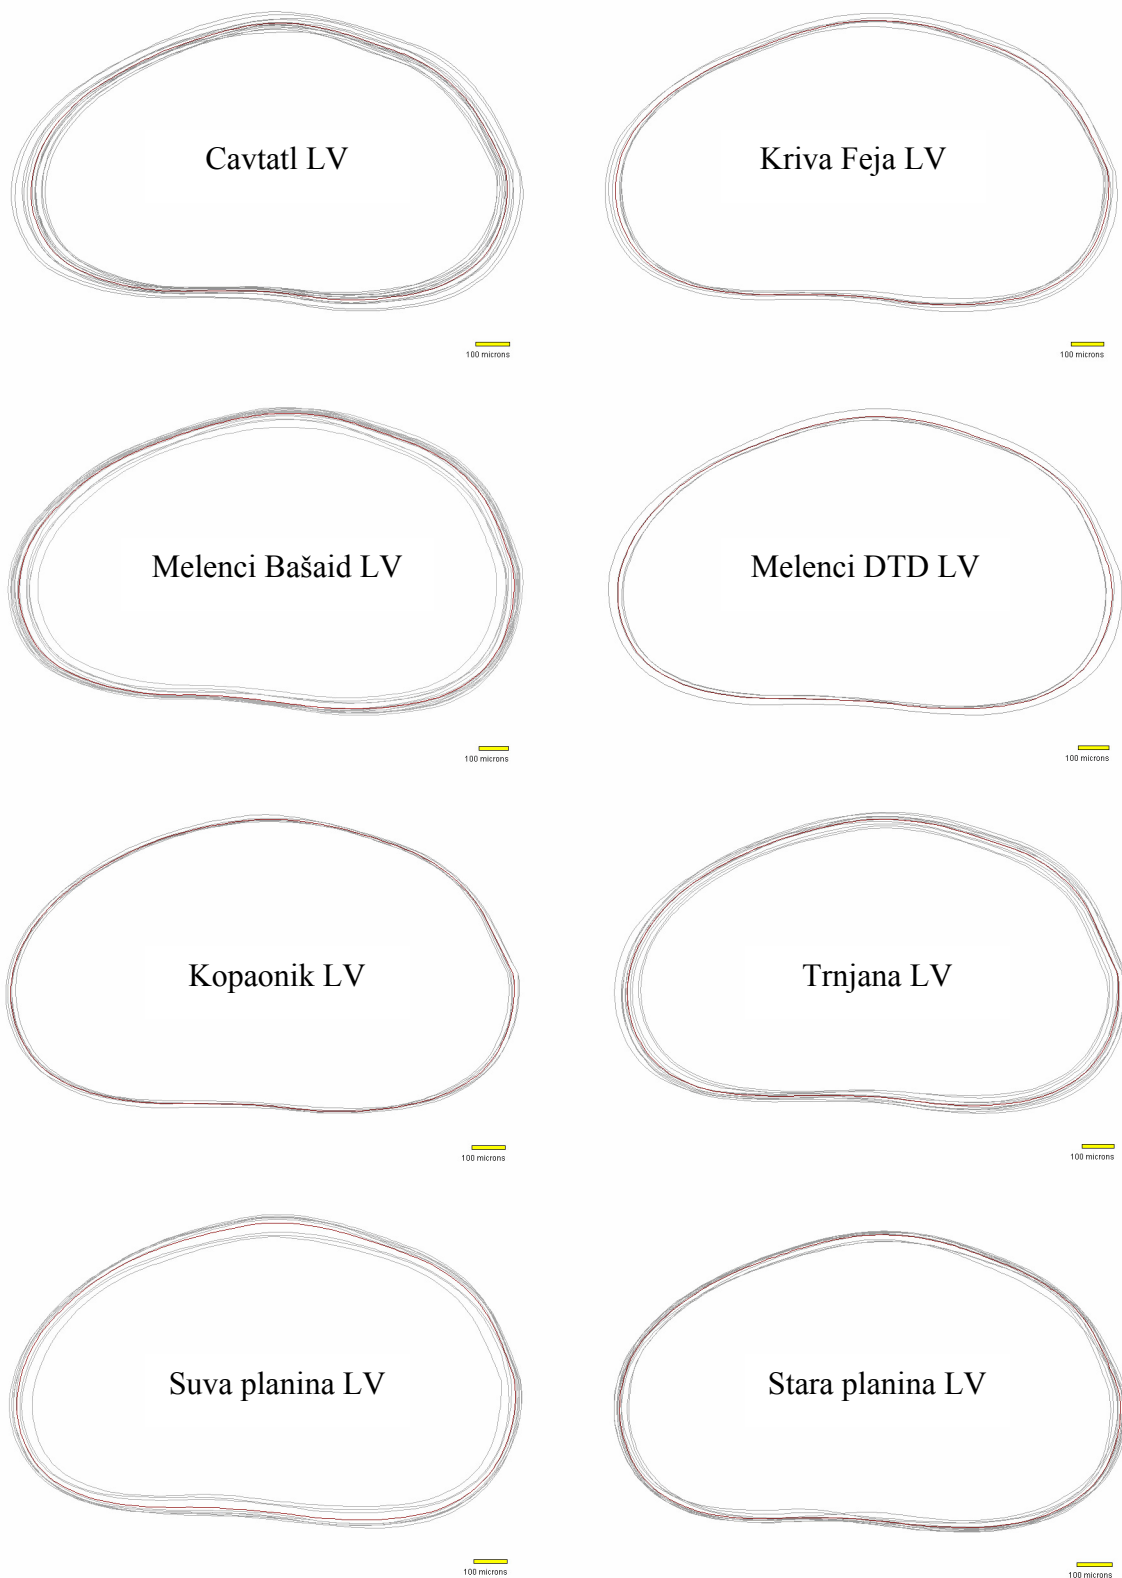 Cavtatl LV
Kriva Feja LV
100 microns
100 microns
Melenci Bašaid LV
Melenci DTD LV
100 microns
100 microns
Kopaonik LV
Trnjana LV
100 microns
100 microns
Suva planina LV
Stara planina LV
100 microns
100 microns